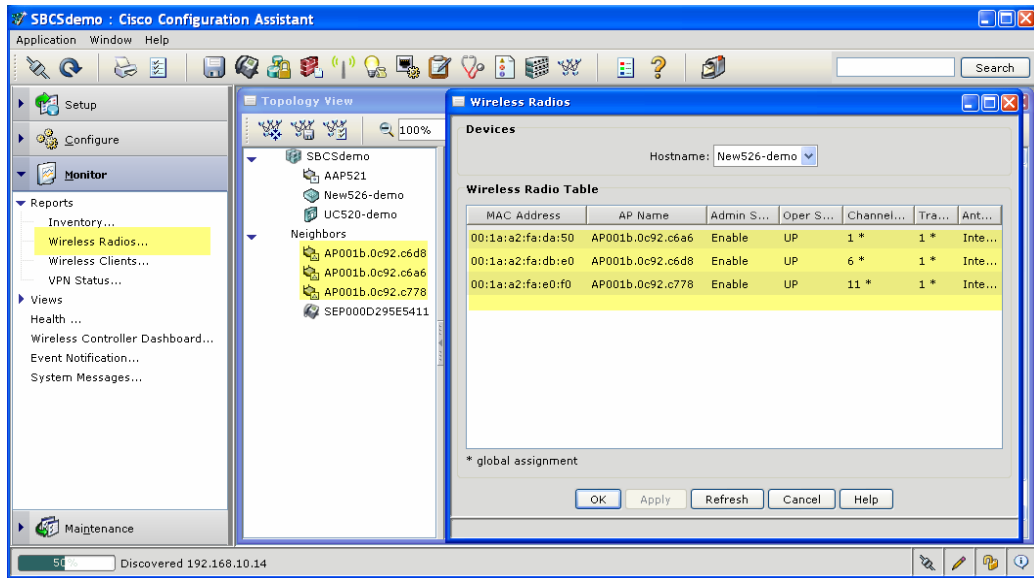 SBCSdemo : Cisco Configuration Assistant
Application Window Help
Search
Setup
Configure
Monitor
Reports
Inventory...
Wireless Radios...
Wireless Clients...
VPN Status...
Views
Health ...
Wireless Controller Dashboard...
Event Notification...
System Messages...
Maintenance
Topology View
100%
SBCSdemo
AAP521
New526-demo
UC520-demo
Neighbors
AP001b.0c92.c6d8
AP001b.0c92.c6a6
AP001b.0c92.c778
SEP000D295E5411
Wireless Radios
Devices
Hostname: New526-demo
Wireless Radio Table
MAC Address AP Name Admin S... Oper S... Channel... Tra... Ant...
00:1a:a2:fa:da:50 AP001b.0c92.c6a6 Enable UP 1 * 1 * Inte...
00:1a:a2:fa:db:e0 AP001b.0c92.c6d8 Enable UP 6 * 1 * Inte...
00:1a:a2:fa:e0:f0 AP001b.0c92.c778 Enable UP 11 * 1 * Inte...
* global assignment
OK Apply Refresh Cancel Help
50% Discovered 192.168.10.14